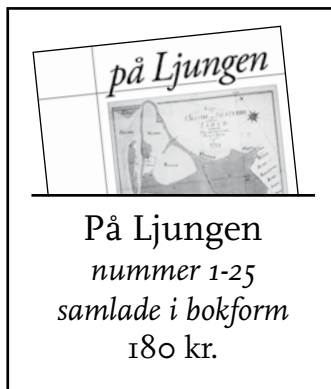 på Ljungen
På Ljungen
nummer 1-25
samlade i bokform
180 kr.